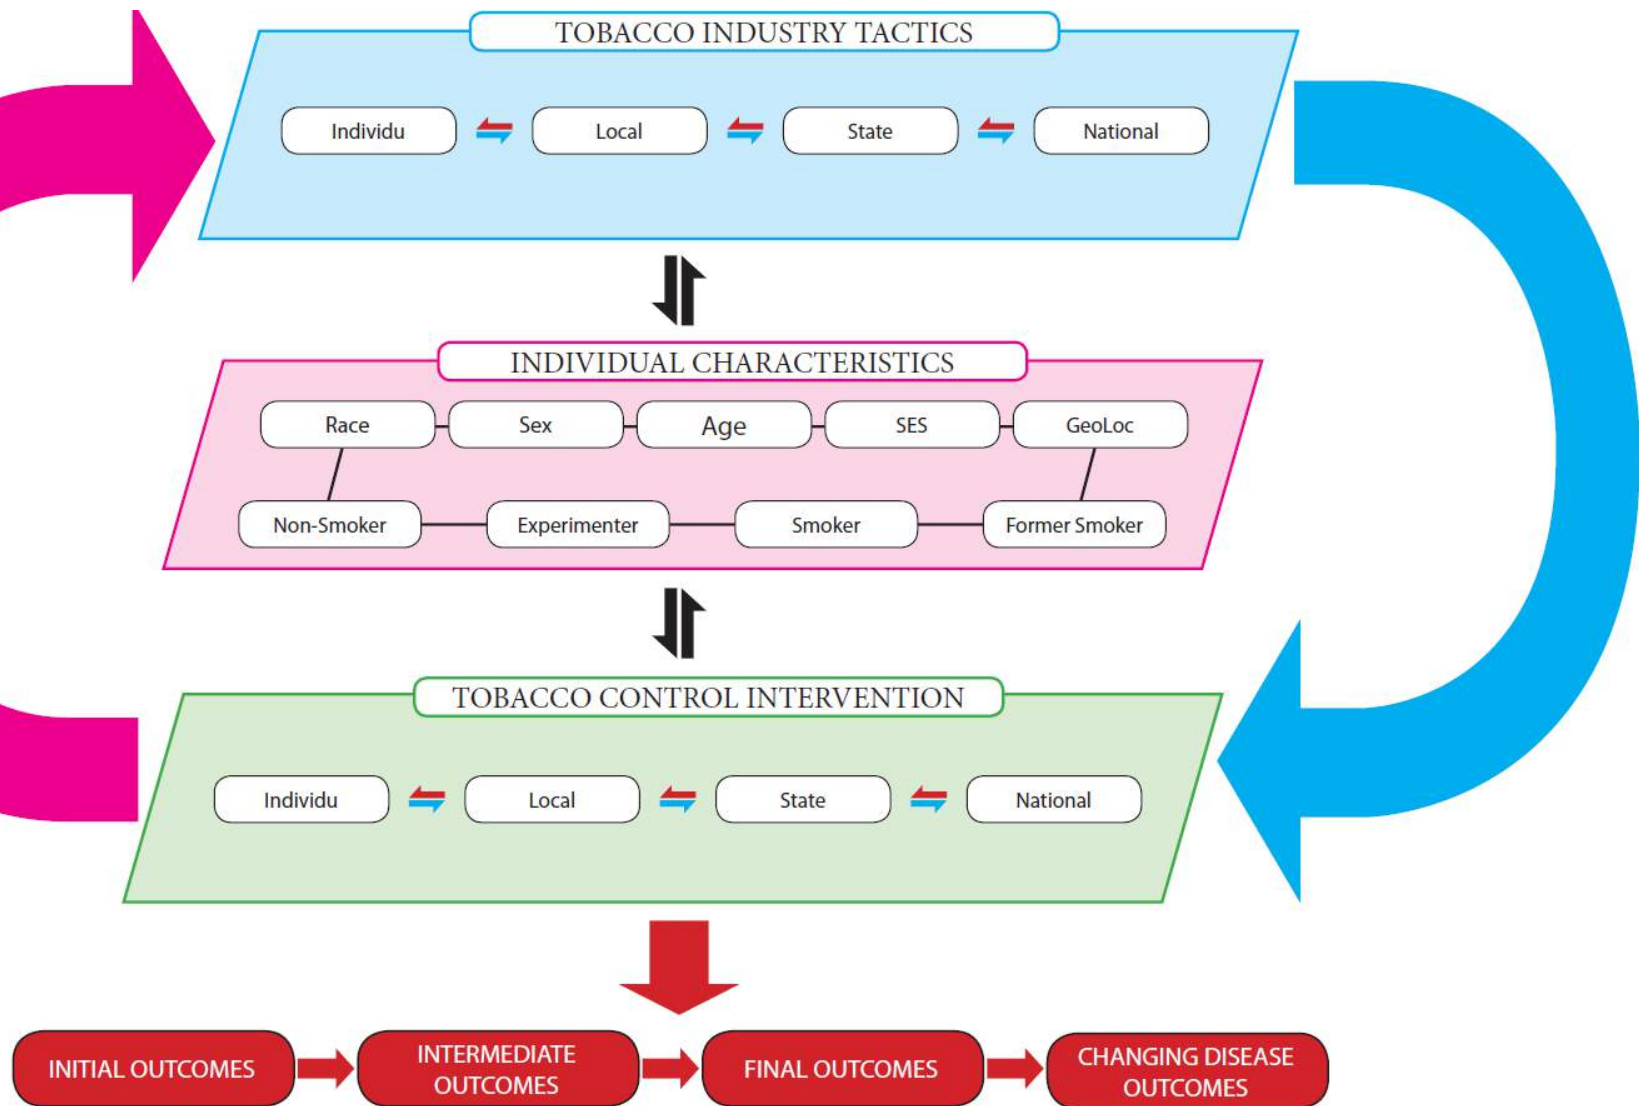 TOBACCO INDUSTRY TACTICS
Individu
Local
State
National
INDIVIDUAL CHARACTERISTICS
Race
Sex
Age
SES
GeoLoc
Non-Smoker
Experimenter
Smoker
Former Smoker
TOBACCO CONTROL INTERVENTION
Individu
Local
State
National
INITIAL OUTCOMES
INTERMEDIATE
OUTCOMES
FINAL OUTCOMES
CHANGING DISEASE
OUTCOMES